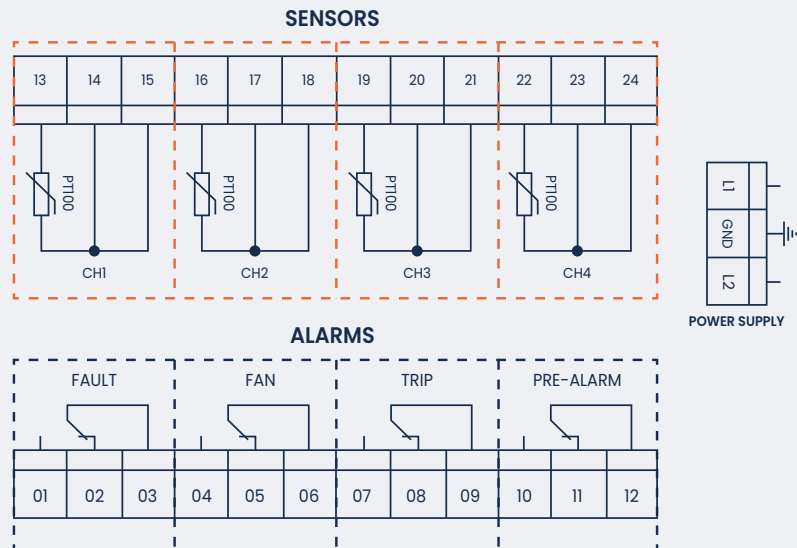 SENSORS
13 14 15 16 17 18 19 20 21 22 23 24
PT100 PT100 PT100 PT100
CH1 CH2 CH3 CH4
L1
GND
L2
POWER SUPPLY
ALARMS
FAULT FAN TRIP PRE-ALARM
01 02 03 04 05 06 07 08 09 10 11 12